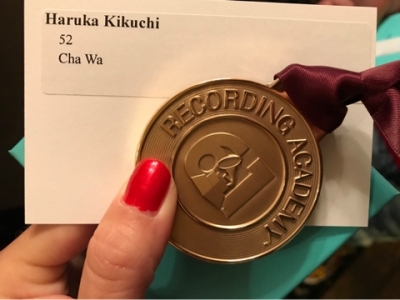 Haruka Kikuchi
52
Cha Wa
RECORDING ACADEMY